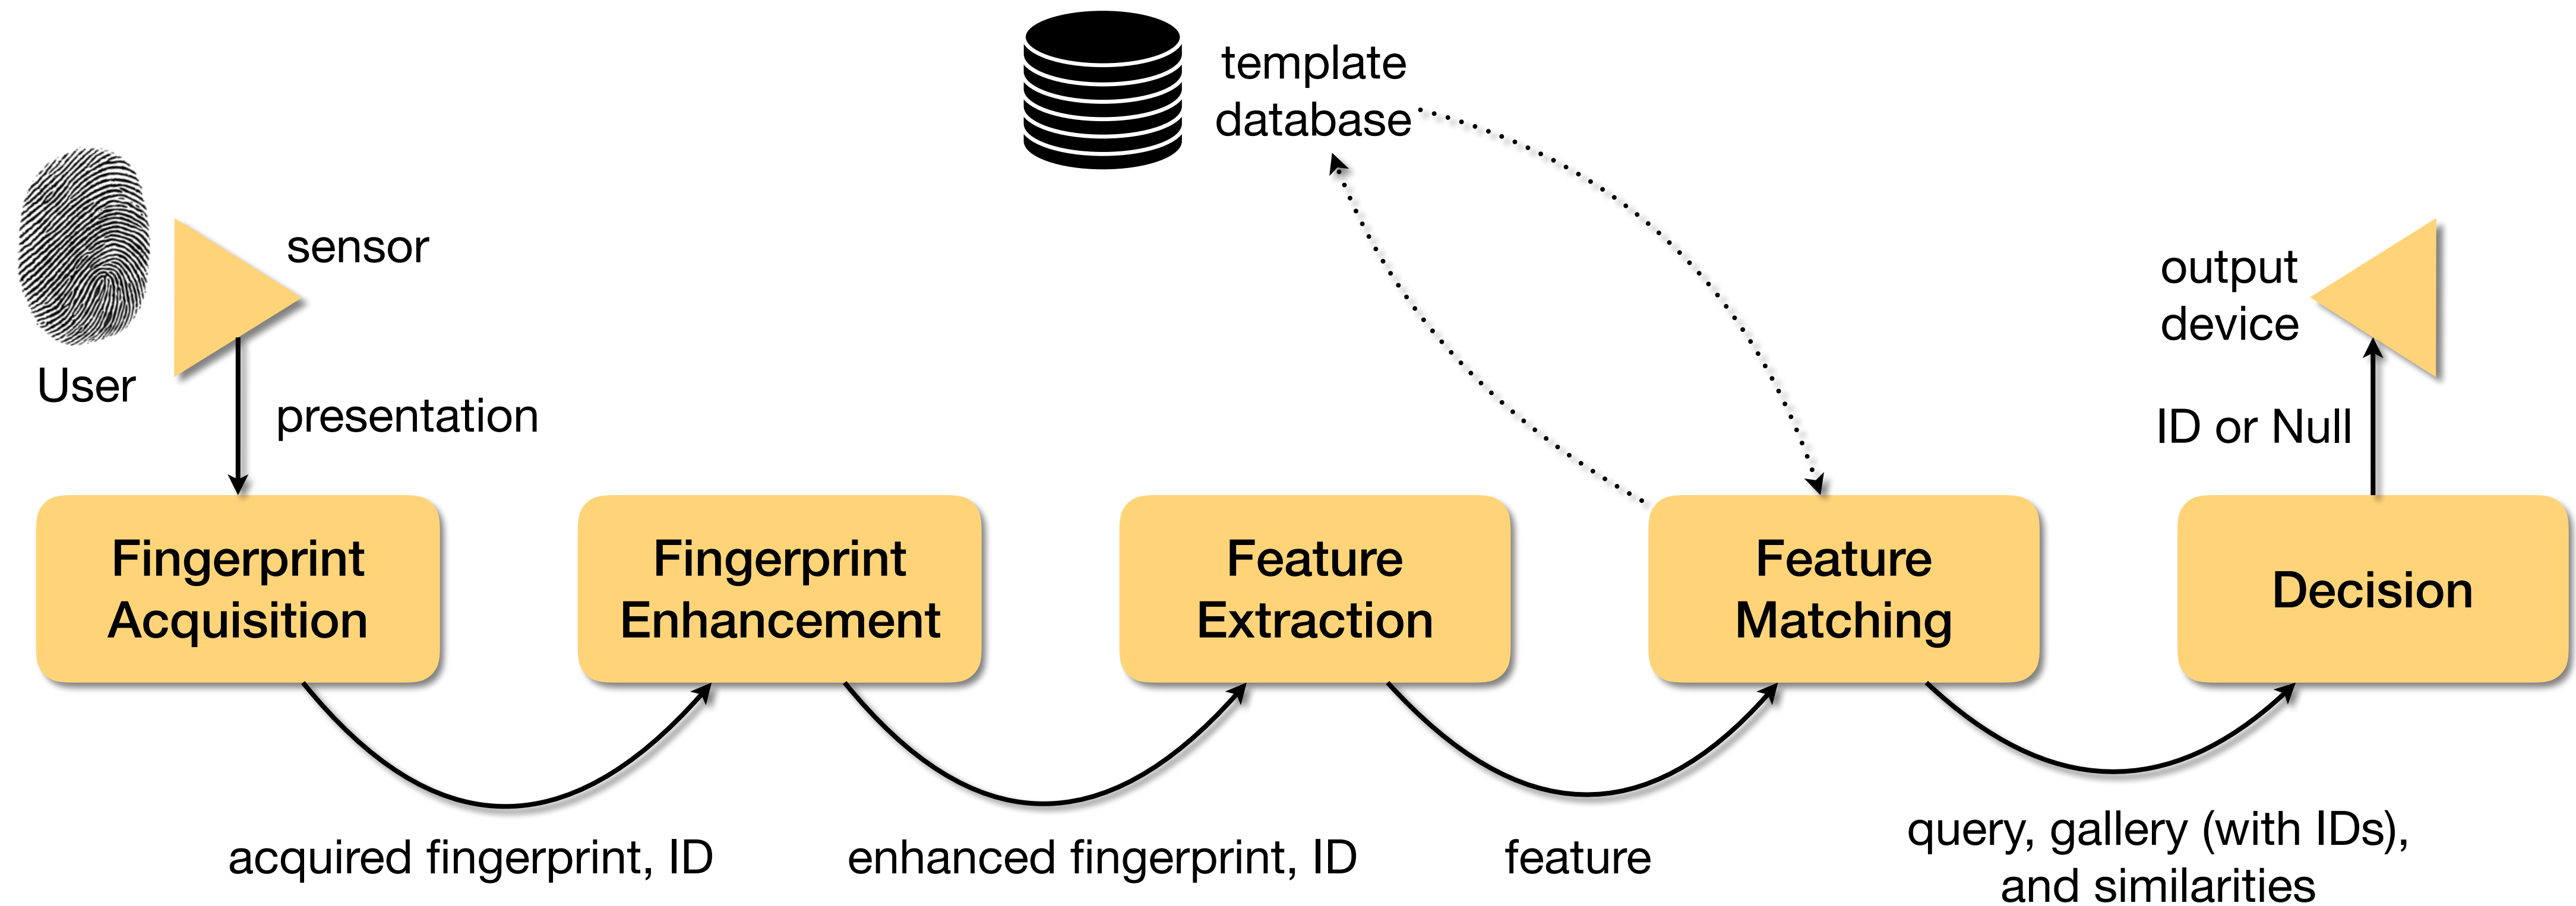 template
database
sensor
User
presentation
output
device
ID or Null
Fingerprint
Acquisition
Fingerprint
Enhancement
Feature
Extraction
Feature
Matching
Decision
acquired fingerprint, ID
enhanced fingerprint, ID
feature
query, gallery (with IDs),
and similarities